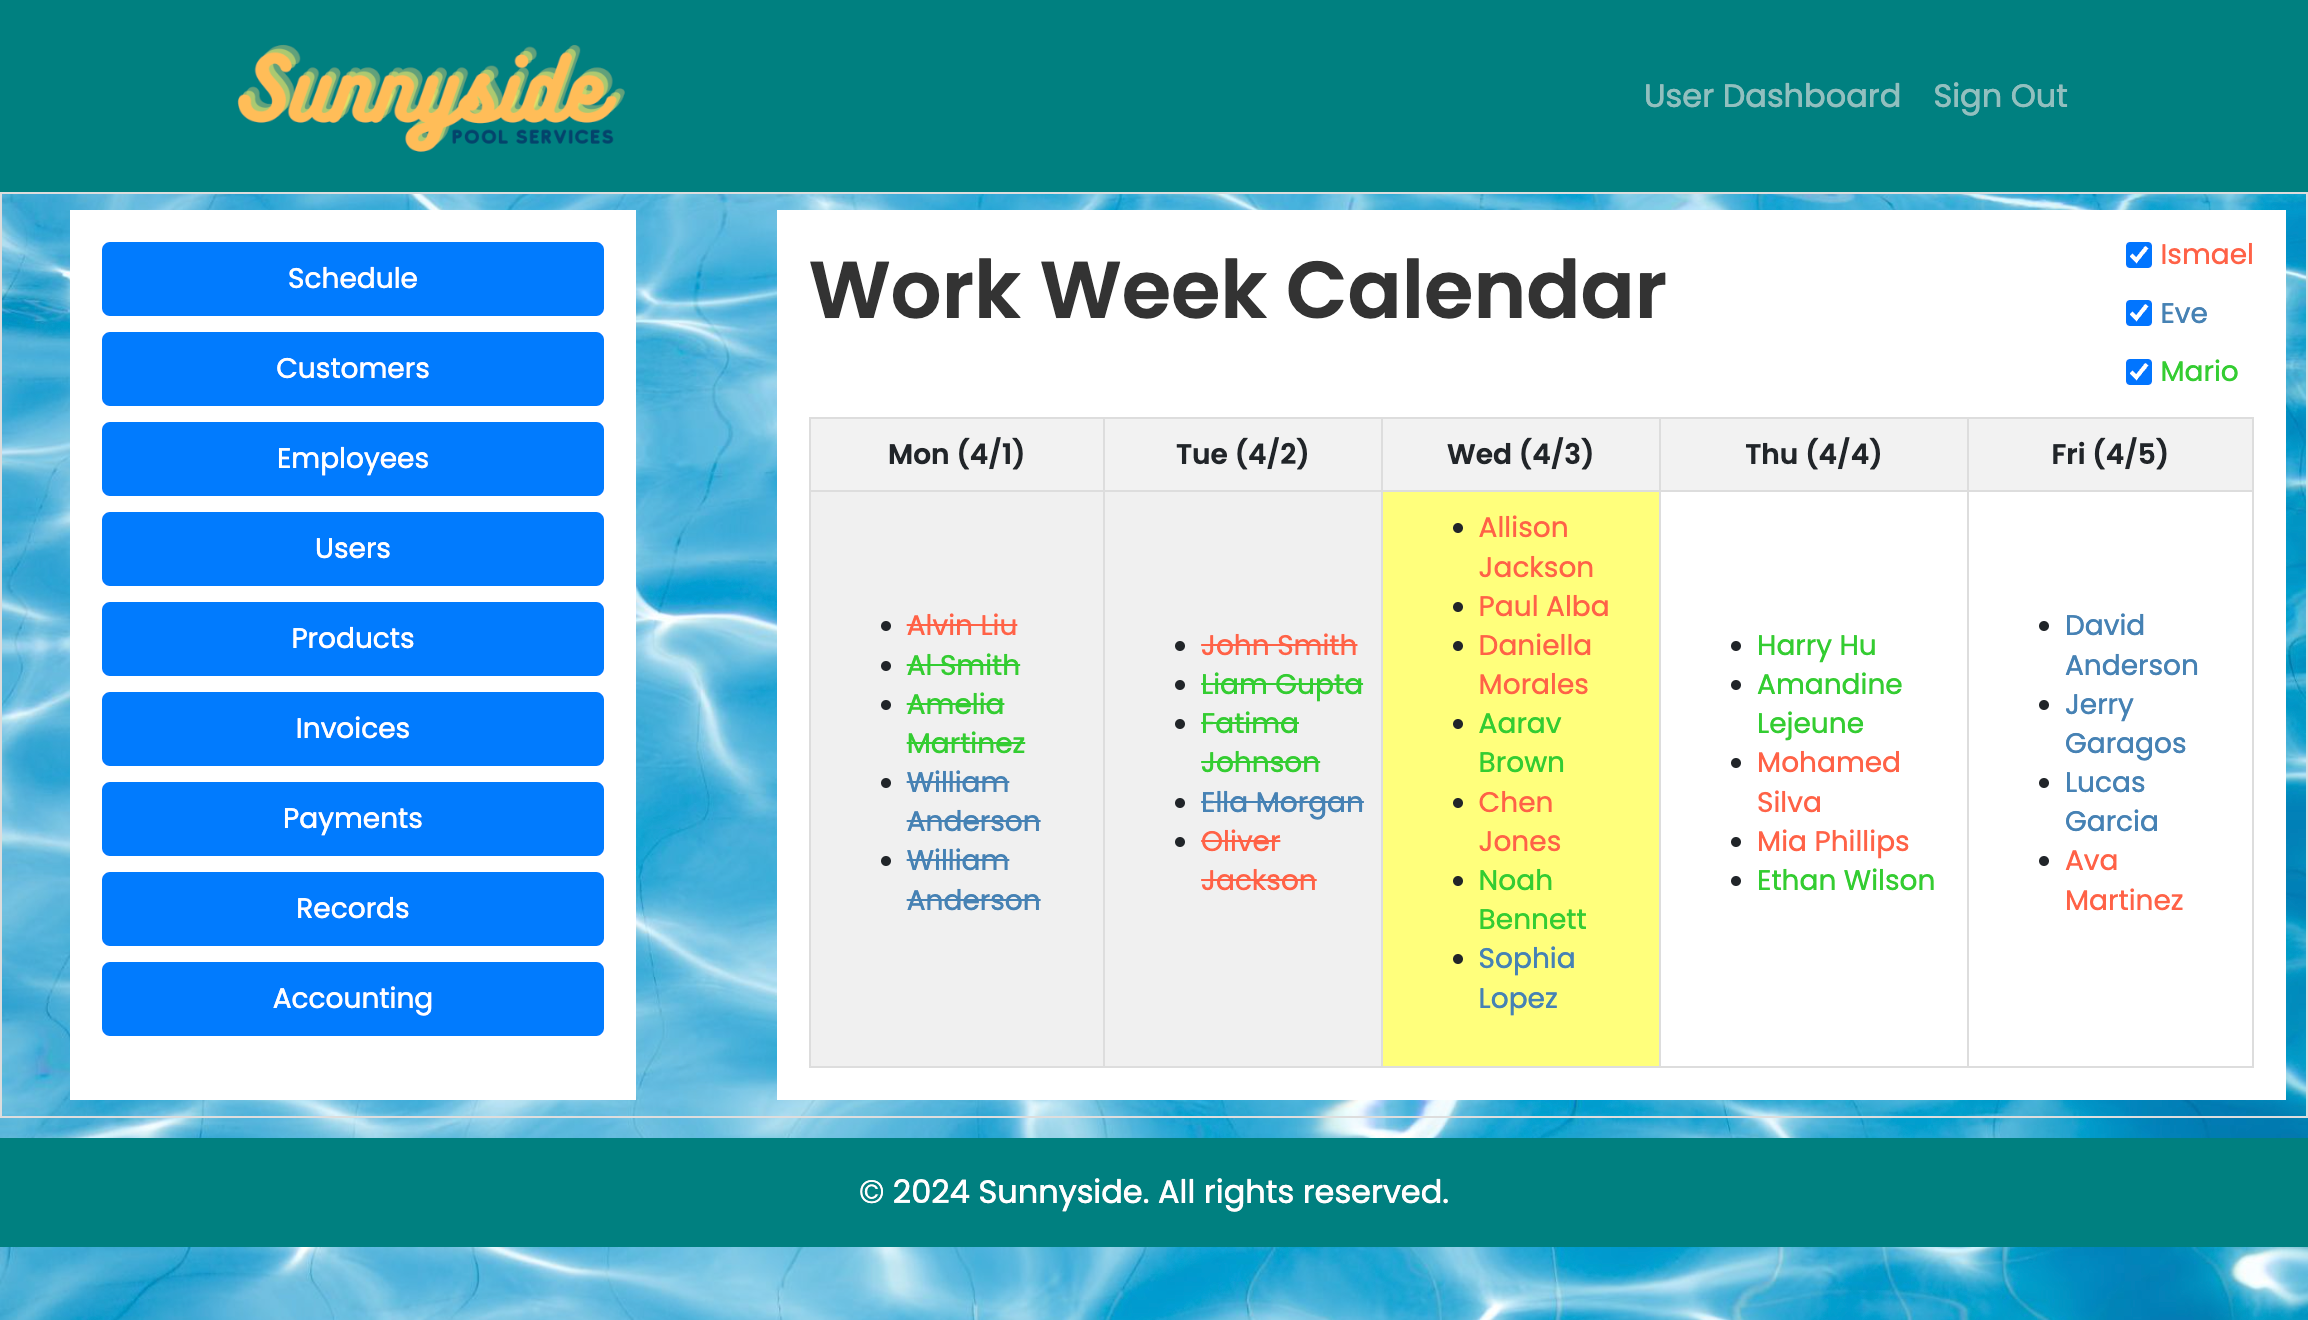 Sunnyside
POOL SERVICES
User Dashboard
Sign Out
Schedule
Customers
Employees
Users
Products
Invoices
Payments
Records
Accounting
Work Week Calendar
Ismael
Eve
Mario
Mon (4/1)
Tue (4/2)
Wed (4/3)
Thu (4/4)
Fri (4/5)
Alvin Liu
Al Smith
Amelia
Martinez
William
Anderson
William
Anderson
John Smith
Liam Gupta
Fatima
Johnson
Ella Morgan
Oliver
Jackson
Allison
Jackson
Paul Alba
Daniella
Morales
Aarav
Brown
Chen
Jones
Noah
Bennett
Sophia
Lopez
Harry Hu
Amandine
Lejeune
Mohamed
Silva
Mia Phillips
Ethan Wilson
David
Anderson
Jerry
Garagos
Lucas
Garcia
Ava
Martinez
© 2024 Sunnyside. All rights reserved.